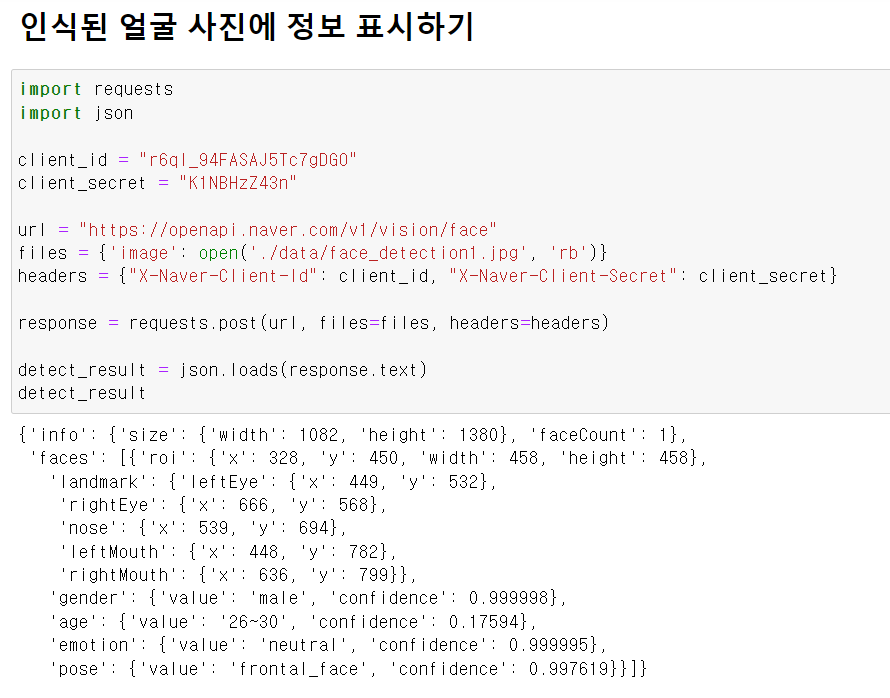 인식된 얼굴 사진에 정보 표시하기
import requests
import json
client_id = "r6ql_94FASAJ5Tc7gDGO"
client_secret = "K1NBHzZ43n"
url = "https://openapi.naver.com/v1/vision/face"
files = {'image': open('./data/face_detection1.jpg', 'rb')}
headers = {"X-Naver-Client-Id": client_id, "X-Naver-Client-Secret": client_secret}
response = requests.post(url, files=files, headers=headers)
detect_result = json.loads(response.text)
detect_result
{'info': {'size': {'width': 1082, 'height': 1380}, 'faceCount': 1},
'faces': [{'roi': {'x': 328, 'y': 450, 'width': 458, 'height': 458},
'landmark': {'leftEye': {'x': 449, 'y': 532},
'rightEye': {'x': 666, 'y': 568},
'nose': {'x': 539, 'y': 694},
'leftMouth': {'x': 448, 'y': 782},
'rightMouth': {'x': 636, 'y': 799}},
'gender': {'value': 'male', 'confidence': 0.999998},
'age': {'value': '26~30', 'confidence': 0.17594},
'emotion': {'value': 'neutral', 'confidence': 0.999995},
'pose': {'value': 'frontal_face', 'confidence': 0.997619}}]}